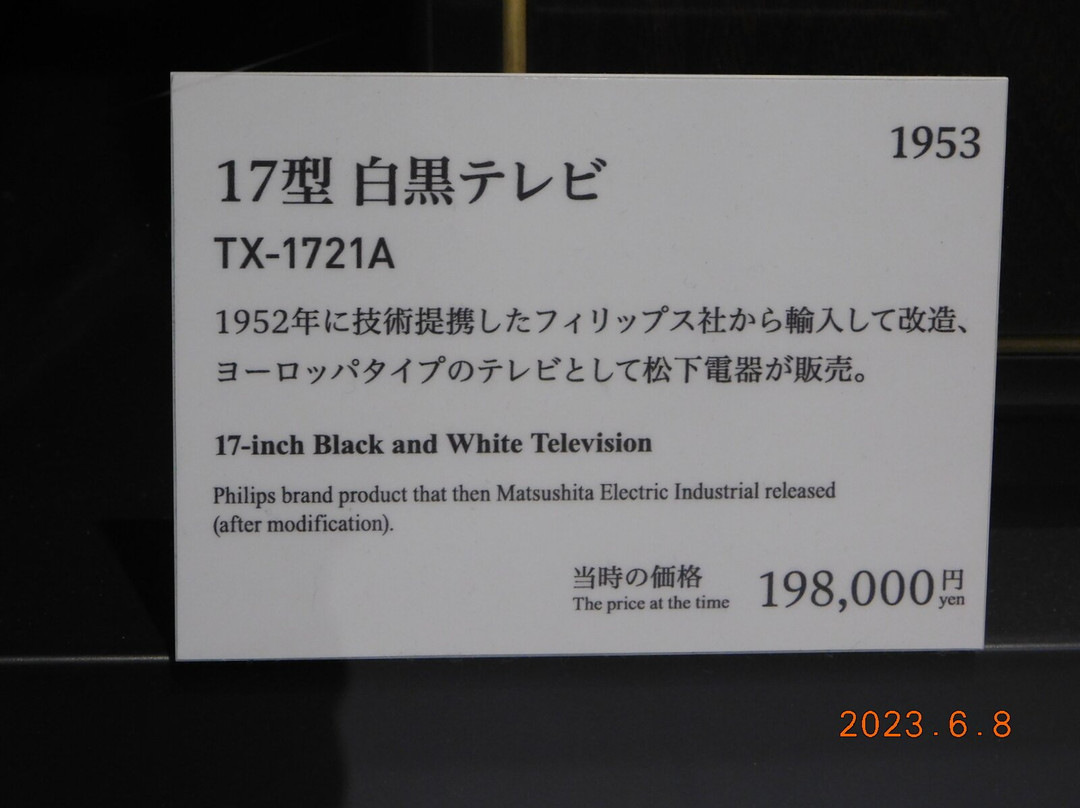 1953
17型 白黒テレビ
TX-1721A
1952年に技術提携したフィリップス社から輸入して改造、
ヨーロッパタイプのテレビとして松下電器が販売。
17-inch Black and White Television
Philips brand product that then Matsushita Electric Industrial released
(after modification).
当時の価格 198,000円
The price at the time yen
2023.6.8